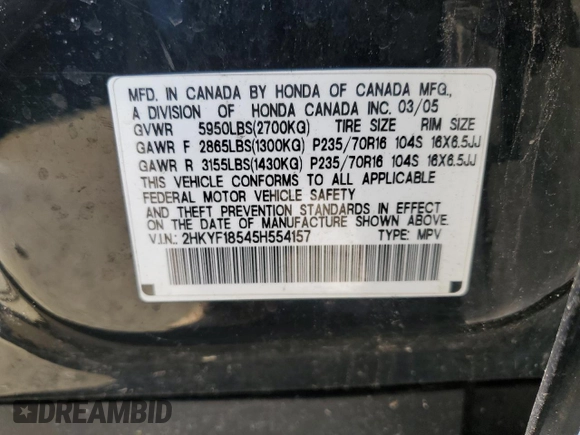 MFD. IN CANADA BY HONDA OF CANADA MFG.,
A DIVISION OF HONDA CANADA INC. 03/05
GVWR 5950LBS(2700KG) TIRE SIZE RIM SIZE
GAWR F 2865LBS(1300KG) P235/70R16 104S 16X6.5JJ
GAWR R 3155LBS(1430KG) P235/70R16 104S 16X6.5JJ
THIS VEHICLE CONFORMS TO ALL APPLICABLE
FEDERAL MOTOR VEHICLE SAFETY
AND THEFT PREVENTION STANDARDS IN EFFECT
ON THE DATE OF MANUFACTURE SHOWN ABOVE.
V.I.N.: 2HKYF18545H554157 TYPE: MPV
DREAMBID